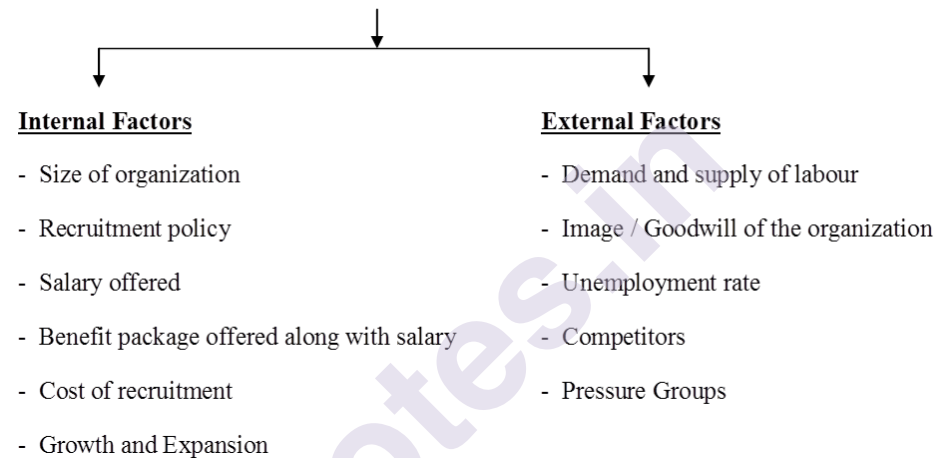 Internal Factors
- Size of organization
- Recruitment policy
- Salary offered
- Benefit package offered along with salary
- Cost of recruitment
- Growth and Expansion
External Factors
- Demand and supply of labour
- Image / Goodwill of the organization
- Unemployment rate
- Competitors
- Pressure Groups
otes.in